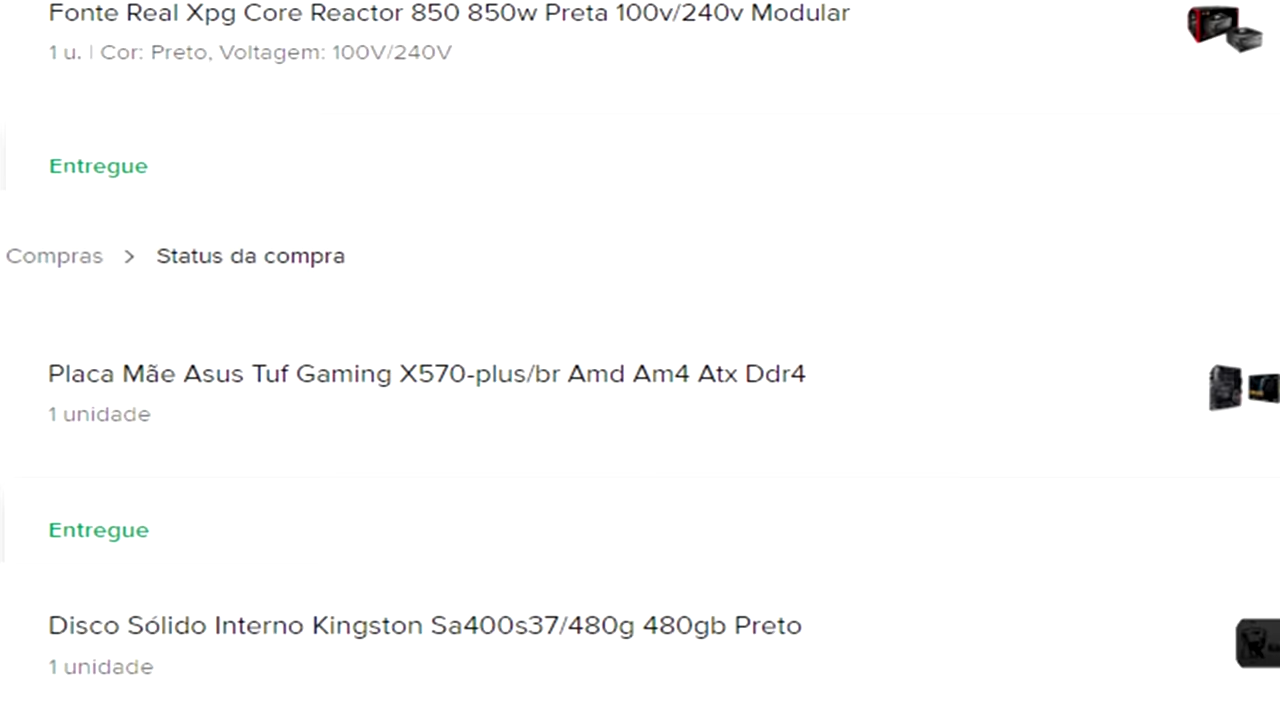 Fonte Real Xpg Core Reactor 850 850w Preta 100v/240v Modular
1 u. | Cor: Preto, Voltagem: 100V/240V
Entregue
Compras > Status da compra
Placa Mãe Asus Tuf Gaming X570-plus/br Amd Am4 Atx Ddr4
1 unidade
Entregue
Disco Sólido Interno Kingston Sa400s37/480g 480gb Preto
1 unidade